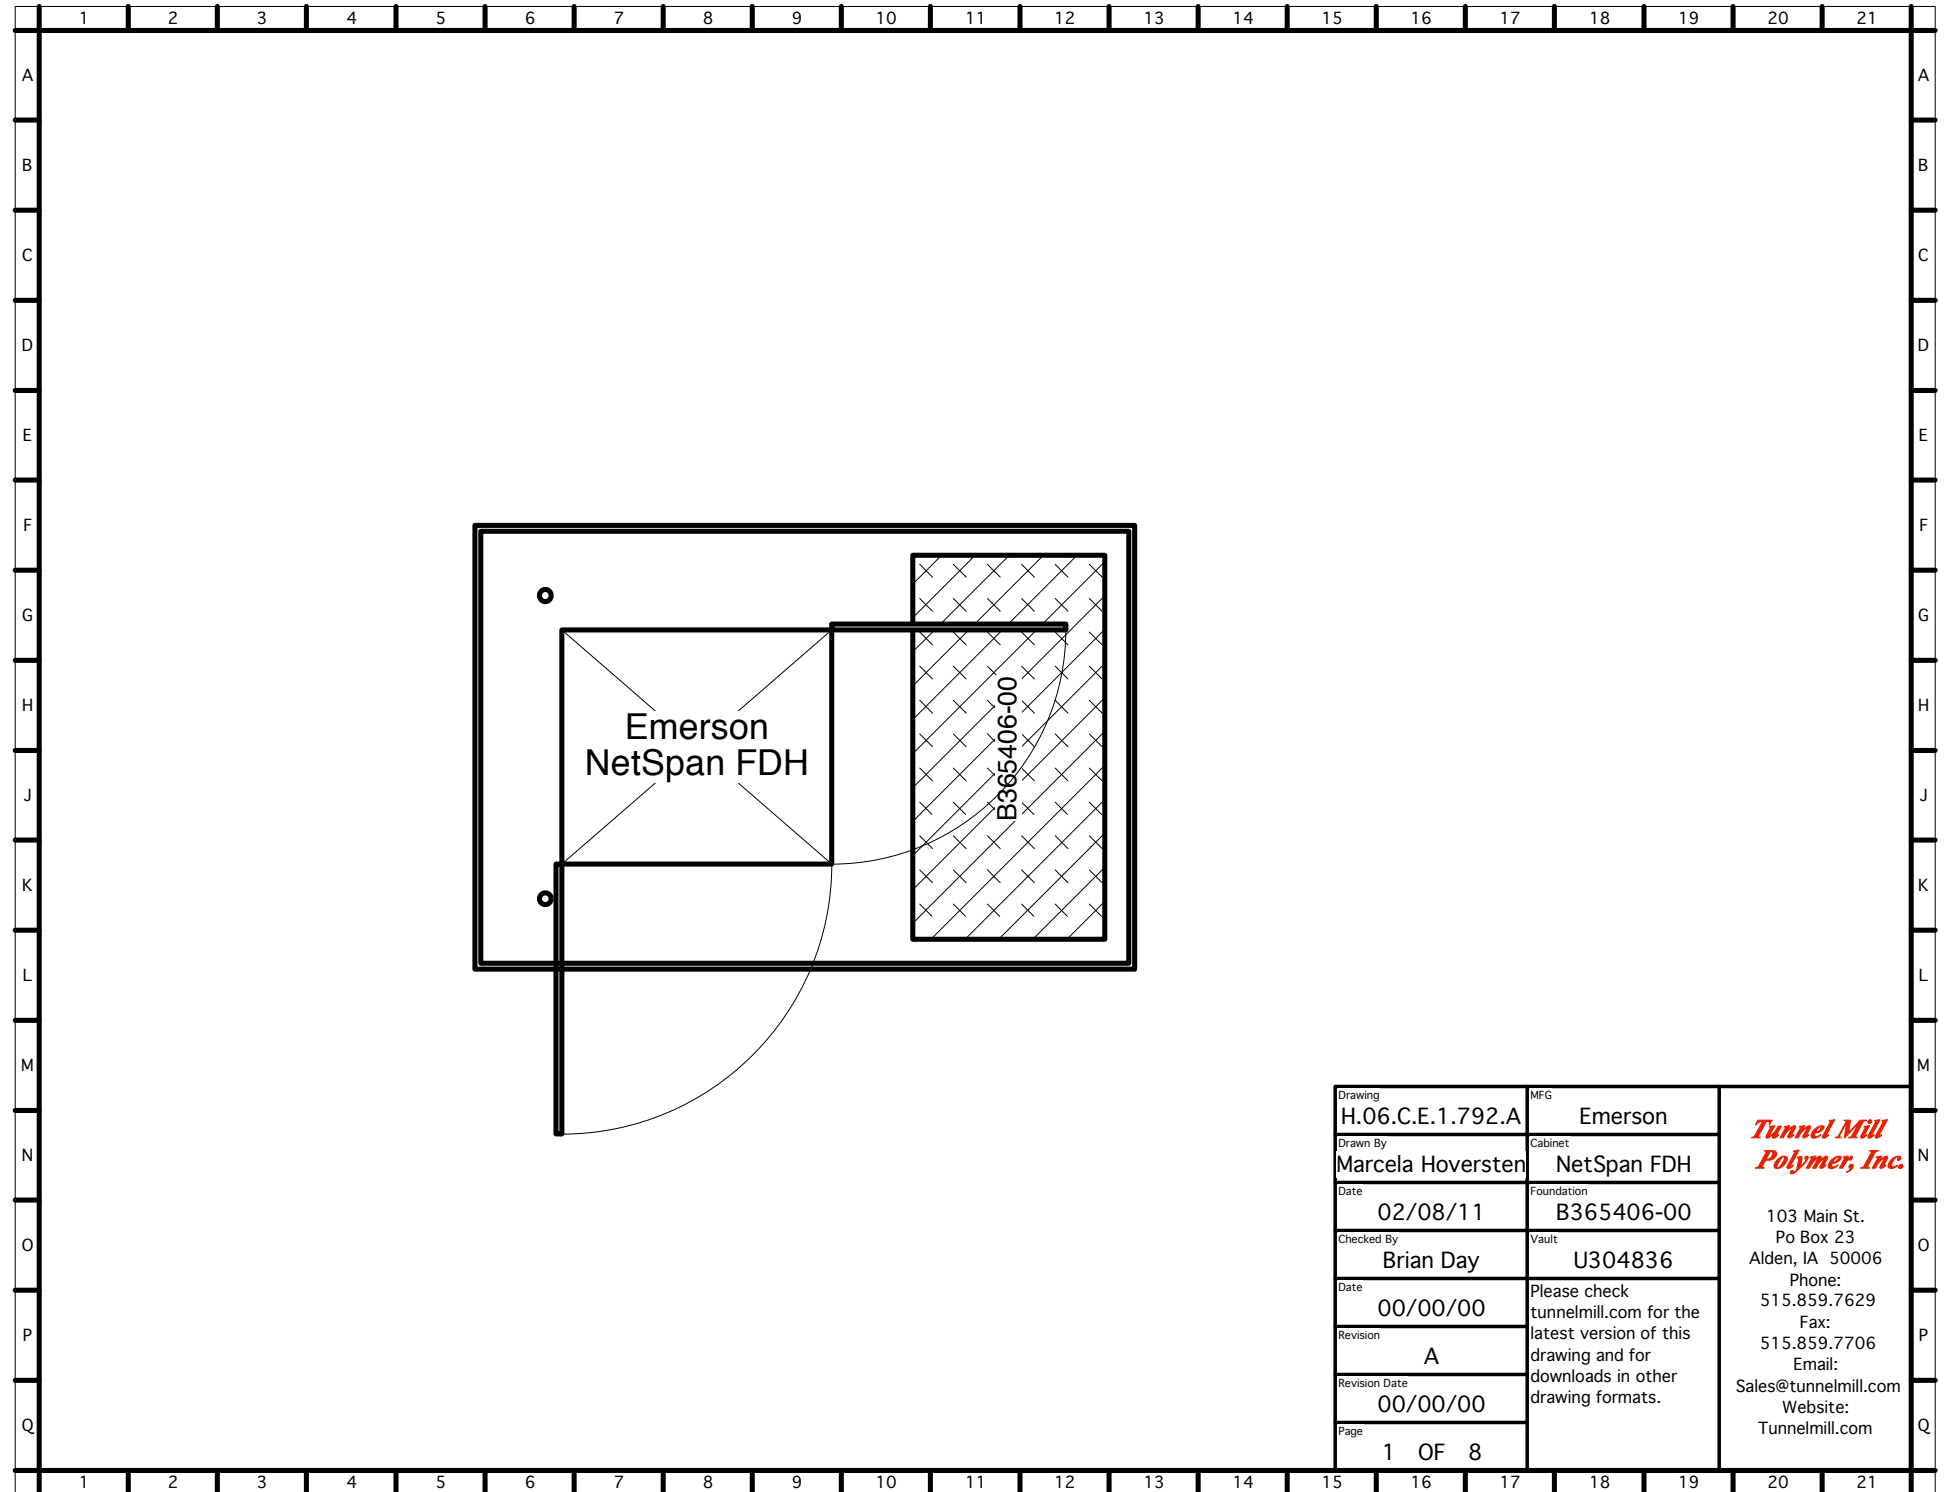 1 2 3 4 5 6 7 8 9 10 11 12 13 14 15 16 17 18 19 20 21
A A
B B
C C
D D
E E
F F
G G
H H
J J
K K
L L
M M
N N
O O
P P
Q Q
Emerson
NetSpan FDH
B365406-00
Drawing
H.06.C.E.1.792.A
MFG
Emerson
Drawn By
Marcela Hoversten
Cabinet
NetSpan FDH
Date
02/08/11
Foundation
B365406-00
Checked By
Brian Day
Vault
U304836
Date
00/00/00
Revision
A
Revision Date
00/00/00
Page
1 OF 8
Please check
tunnelmill.com for the
latest version of this
drawing and for
downloads in other
drawing formats.
Tunnel Mill
Polymer, Inc.
103 Main St.
Po Box 23
Alden, IA 50006
Phone:
515.859.7629
Fax:
515.859.7706
Email:
Sales@tunnelmill.com
Website:
Tunnelmill.com
1 2 3 4 5 6 7 8 9 10 11 12 13 14 15 16 17 18 19 20 21